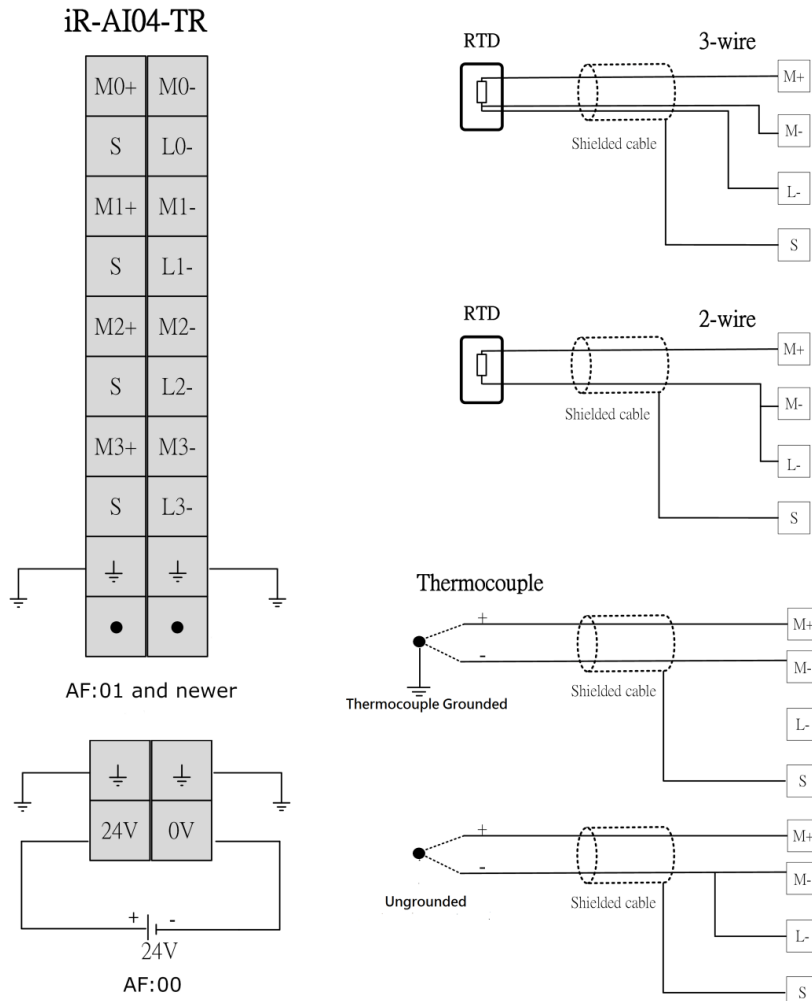 iR-AI04-TR
M0+ M0-
S L0-
M1+ M1-
S L1-
M2+ M2-
S L2-
M3+ M3-
S L3-
AF:01 and newer
24V 0V
+ -
24V
AF:00
RTD 3-wire
M+
M-
Shielded cable
L-
S
RTD 2-wire
M+
M-
Shielded cable
L-
S
Thermocouple
+ M+
- M-
Shielded cable
Thermocouple Grounded
L-
S
+ M+
- M-
Ungrounded Shielded cable
L-
S